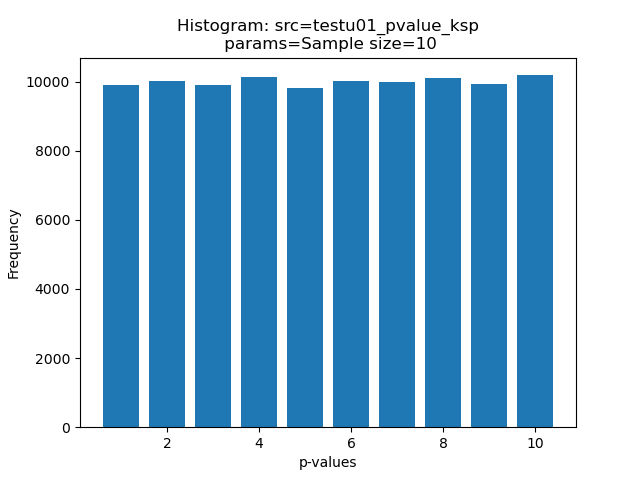 Histogram: src=testu01_pvalue_ksp
params=Sample size=10
10000
8000
6000
4000
2000
0
Frequency
2 4 6 8 10
p-values